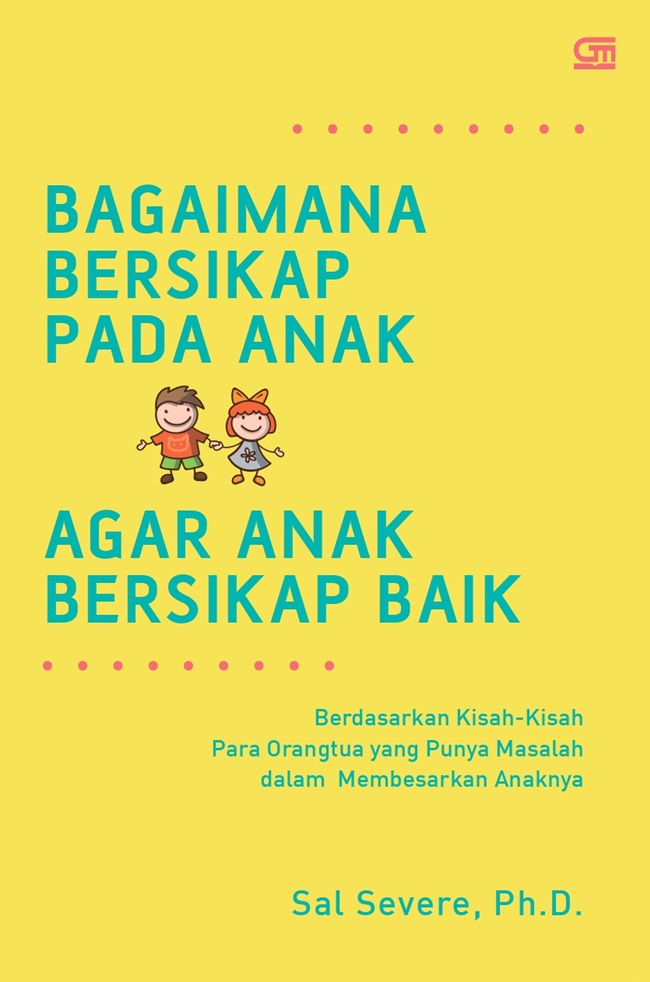 GM
BAGAIMANA
BERSIKAP
PADA ANAK
AGAR ANAK
BERSIKAP BAIK
Berdasarkan Kisah-Kisah
Para Orangtua yang Punya Masalah
dalam Membesarkan Anaknya
Sal Severe, Ph.D.